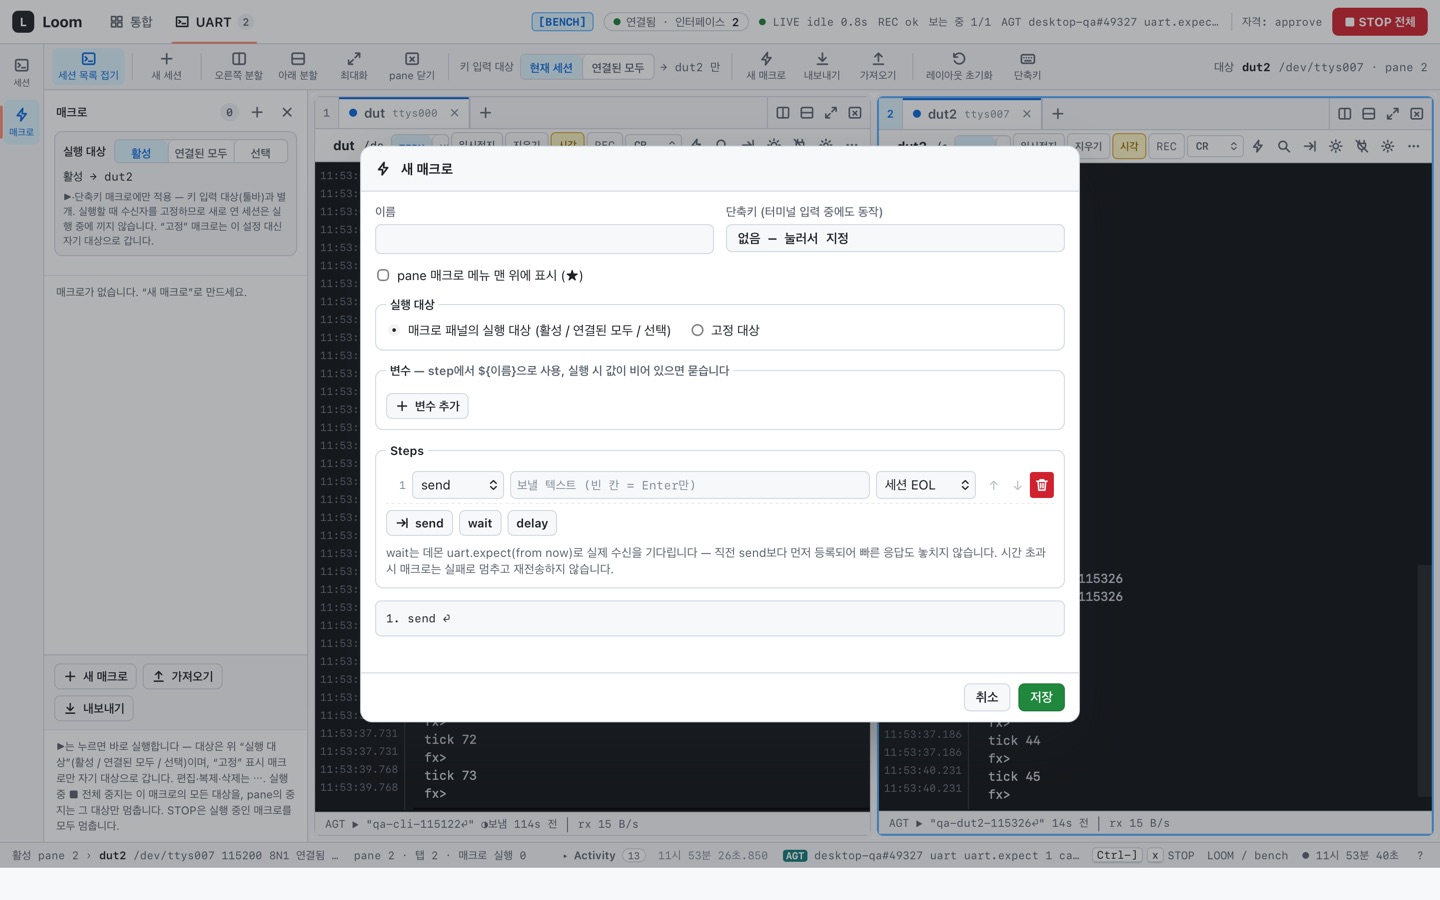 L Loom 통합 UART 2 [BENCH] 연결됨 · 인터페이스 2 LIVE idle 0.8s REC ok 보는 중 1/1 AGT desktop-qa#49327 uart.expec… 자격: approve STOP 전체
세션 목록 접기 새 세션 오른쪽 분할 아래 분할 최대화 pane 닫기 키 입력 대상 현재 세션 연결된 모두 → dut2 만 새 매크로 내보내기 가져오기 레이아웃 초기화 단축키 대상 dut2 /dev/ttys007 · pane 2
세션
매크로
매크로 0
실행 대상 활성 연결된 모두 선택
활성 → dut2
▶·단축키 매크로에만 적용 — 키 입력 대상(툴바)과 별
개. 실행할 때 수신자를 고정하므로 새로 연 세션은 실
행 중에 끼지 않습니다. “고정” 매크로는 이 설정 대신
자기 대상으로 갑니다.
매크로가 없습니다. “새 매크로”로 만드세요.
새 매크로 가져오기
내보내기
▶는 누르면 바로 실행합니다 — 대상은 위 “실행 대
상”(활성 / 연결된 모두 / 선택)이며, “고정” 표시 매크
로만 자기 대상으로 갑니다. 편집·복제·삭제는 ···. 실행
중 ■ 전체 중지는 이 매크로의 모든 대상을, pane의 중
지는 그 대상만 멈춥니다. STOP은 실행 중인 매크로를
모두 멈춥니다.
1 dut ttys000
dut
2 dut2 ttys007
지우기 시각 REC CR
새 매크로
이름 단축키 (터미널 입력 중에도 동작)
없음 — 눌러서 지정
pane 매크로 메뉴 맨 위에 표시 (★)
실행 대상
매크로 패널의 실행 대상 (활성 / 연결된 모두 / 선택) 고정 대상
변수 — step에서 ${이름}으로 사용, 실행 시 값이 비어 있으면 묻습니다
변수 추가
Steps
1 send 보낼 텍스트 (빈 칸 = Enter만) 세션 EOL ↑ ↓
send wait delay
wait는 데몬 uart.expect(from now)로 실제 수신을 기다립니다 — 직전 send보다 먼저 등록되어 빠른 응답도 놓치지 않습니다. 시간 초과
시 매크로는 실패로 멈추고 재전송하지 않습니다.
1. send ⏎
취소 저장
115326
115326
11:53:37.731 tick 72
11:53:37.731 fx>
11:53:39.768 tick 73
11:53:39.768 fx>
11:53:37.186 tick 44
11:53:37.186 fx>
11:53:40.231 tick 45
11:53:40.231 fx>
AGT ▶ "qa-cli-115122⏎" ◑보냄 114s 전 │ rx 15 B/s
AGT ▶ "qa-dut2-115326⏎" 14s 전 │ rx 15 B/s
활성 pane 2 › dut2 /dev/ttys007 115200 8N1 연결됨 … pane 2 · 탭 2 · 매크로 실행 0 ▸ Activity 13 11시 53분 26초.850 AGT desktop-qa#49327 uart uart.expect 1 ca… Ctrl-] x STOP LOOM / bench ● 11시 53분 40초 ?